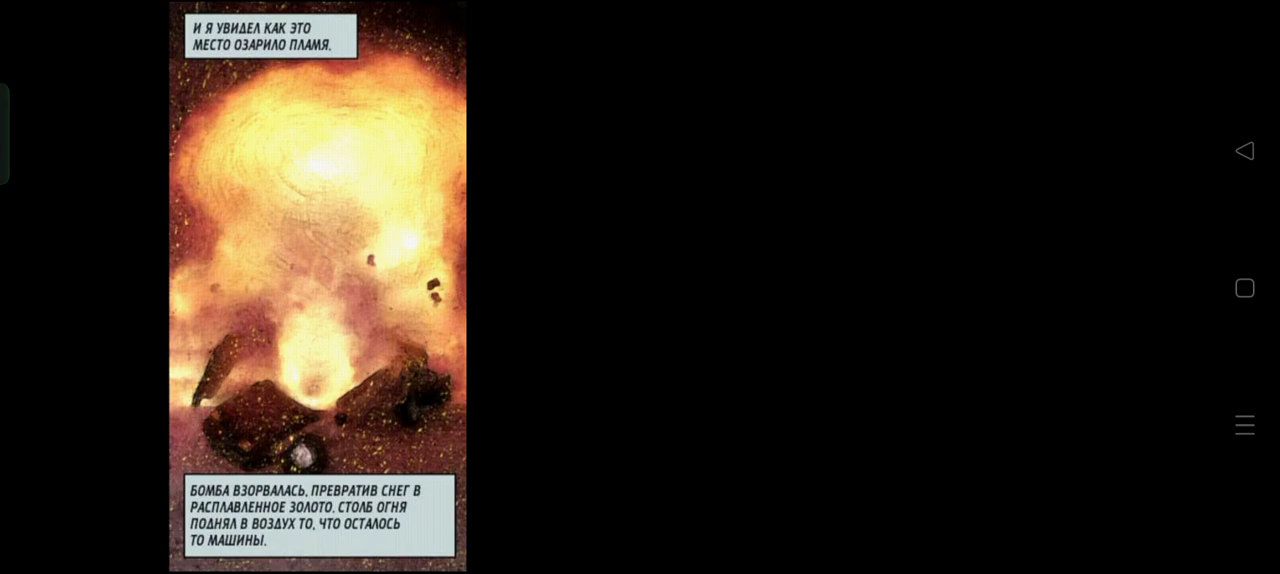 И Я УВИДЕЛ КАК ЭТО
МЕСТО ОЗАРИЛО ПЛАМЯ.
БОМБА ВЗОРВАЛАСЬ, ПРЕВРАТИВ СНЕГ В
РАСПЛАВЛЕННОЕ ЗОЛОТО. СТОЛБ ОГНЯ
ПОДНЯЛ В ВОЗДУХ ТО, ЧТО ОСТАЛОСЬ
ТО МАШИНЫ.